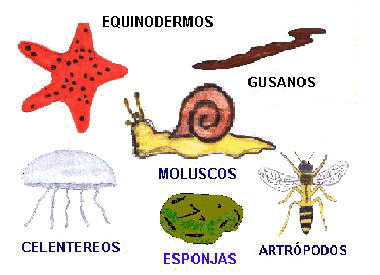 EQUINODERMOS
GUSANOS
MOLUSCOS
CELENTEREOS
ESPONJAS
ARTRÓPODOS